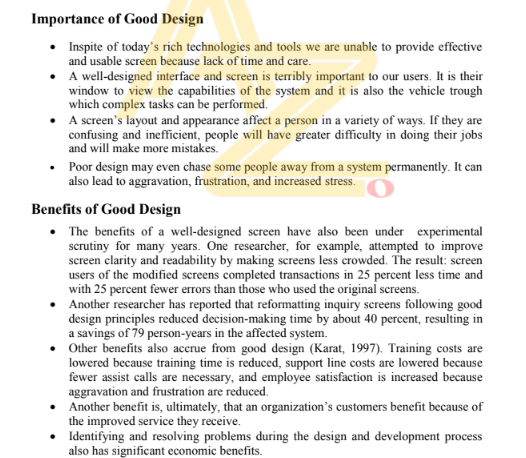 Importance of Good Design
• Inspite of today's rich technologies and tools we are unable to provide effective
and usable screen because lack of time and care.
• A well-designed interface and screen is terribly important to our users. It is their
window to view the capabilities of the system and it is also the vehicle trough
which complex tasks can be performed.
• A screen's layout and appearance affect a person in a variety of ways. If they are
confusing and inefficient, people will have greater difficulty in doing their jobs
and will make more mistakes.
• Poor design may even chase some people away from a system permanently. It can
also lead to aggravation, frustration, and increased stress.
Benefits of Good Design
• The benefits of a well-designed screen have also been under experimental
scrutiny for many years. One researcher, for example, attempted to improve
screen clarity and readability by making screens less crowded. The result: screen
users of the modified screens completed transactions in 25 percent less time and
with 25 percent fewer errors than those who used the original screens.
• Another researcher has reported that reformatting inquiry screens following good
design principles reduced decision-making time by about 40 percent, resulting in
a savings of 79 person-years in the affected system.
• Other benefits also accrue from good design (Karat, 1997). Training costs are
lowered because training time is reduced, support line costs are lowered because
fewer assist calls are necessary, and employee satisfaction is increased because
aggravation and frustration are reduced.
• Another benefit is, ultimately, that an organization's customers benefit because of
the improved service they receive.
• Identifying and resolving problems during the design and development process
also has significant economic benefits.